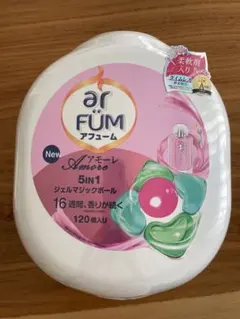 柔軟剤
入り
ar
FÜM
アフューム
New
アモーレ
Amore
5IN1
ジェルマジックボール
16週間、香りが続く
120個入り